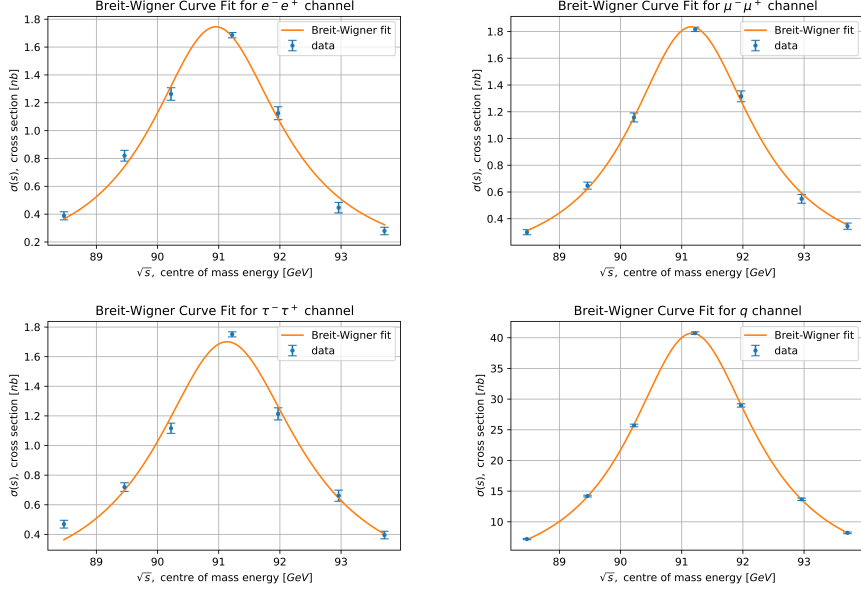 Breit-Wigner Curve Fit for e⁻e⁺ channel
1.8
1.6
1.4
1.2
1.0
0.8
0.6
0.4
0.2
σ(s), cross section [nb]
Breit-Wigner fit
data
89 90 91 92 93
√s, centre of mass energy [GeV]
Breit-Wigner Curve Fit for μ⁻μ⁺ channel
1.8
1.6
1.4
1.2
1.0
0.8
0.6
0.4
σ(s), cross section [nb]
Breit-Wigner fit
data
89 90 91 92 93
√s, centre of mass energy [GeV]
Breit-Wigner Curve Fit for τ⁻τ⁺ channel
1.8
1.6
1.4
1.2
1.0
0.8
0.6
0.4
σ(s), cross section [nb]
Breit-Wigner fit
data
89 90 91 92 93
√s, centre of mass energy [GeV]
Breit-Wigner Curve Fit for q channel
40
35
30
25
20
15
10
σ(s), cross section [nb]
Breit-Wigner fit
data
89 90 91 92 93
√s, centre of mass energy [GeV]